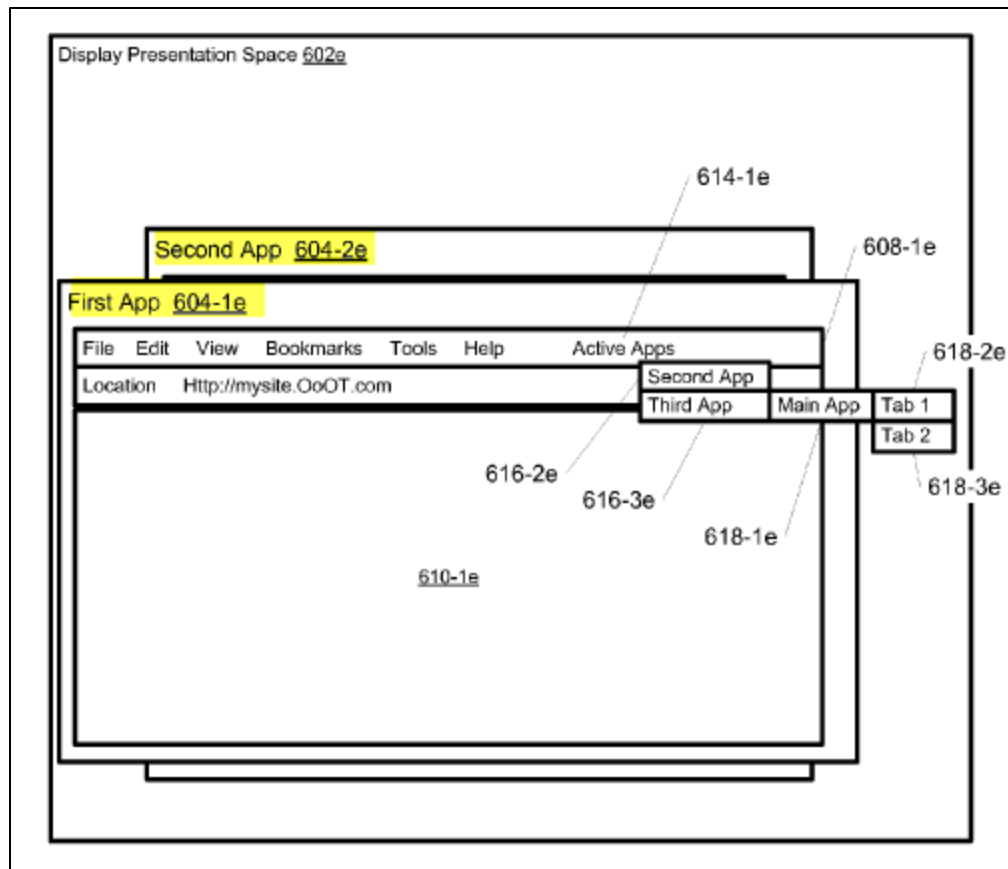 Display Presentation Space 602e
614-1e
Second App 604-2e
608-1e
First App 604-1e
File Edit View Bookmarks Tools Help Active Apps
618-2e
Location Http://mysite.OoOT.com
Second App
Third App Main App Tab 1
Tab 2
616-2e
618-3e
616-3e
618-1e
610-1e